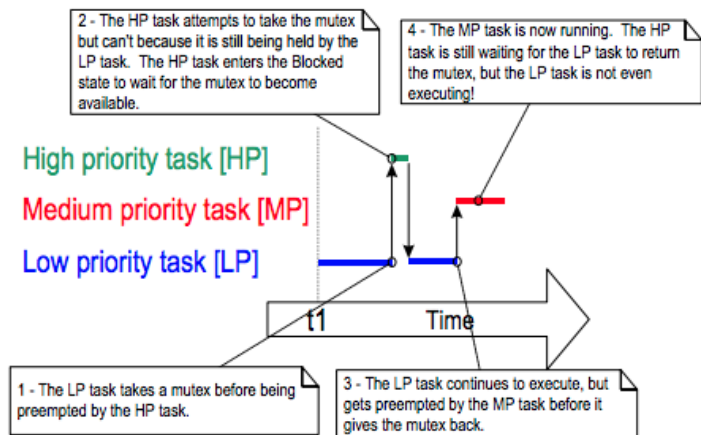 2 - The HP task attempts to take the mutex
but can't because it is still being held by the
LP task.  The HP task enters the Blocked
state to wait for the mutex to become
available.
4 - The MP task is now running.  The HP
task is still waiting for the LP task to return
the mutex, but the LP task is not even
executing!
High priority task [HP]
Medium priority task [MP]
Low priority task [LP]
t1
Time
1 - The LP task takes a mutex before being
preempted by the HP task.
3 - The LP task continues to execute, but
gets preempted by the MP task before it
gives the mutex back.